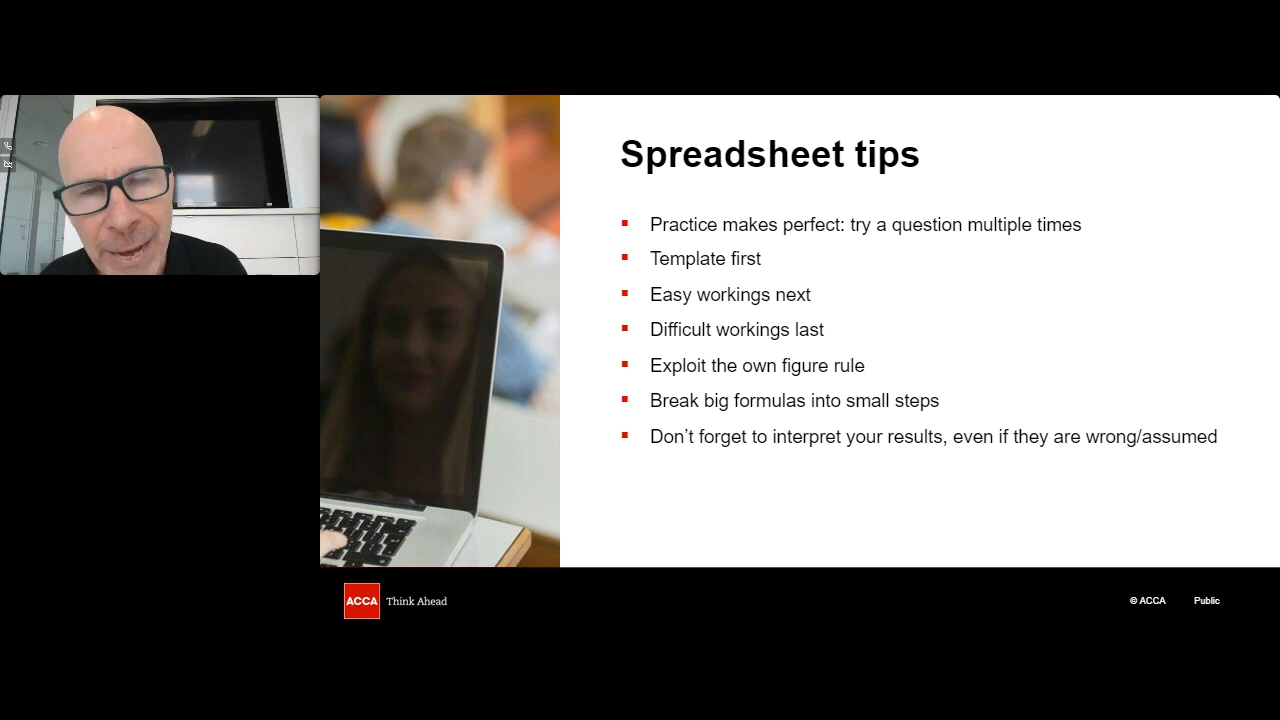 Spreadsheet tips
Practice makes perfect: try a question multiple times
Template first
Easy workings next
Difficult workings last
Exploit the own figure rule
Break big formulas into small steps
Don’t forget to interpret your results, even if they are wrong/assumed
ACCA Think Ahead
© ACCA Public